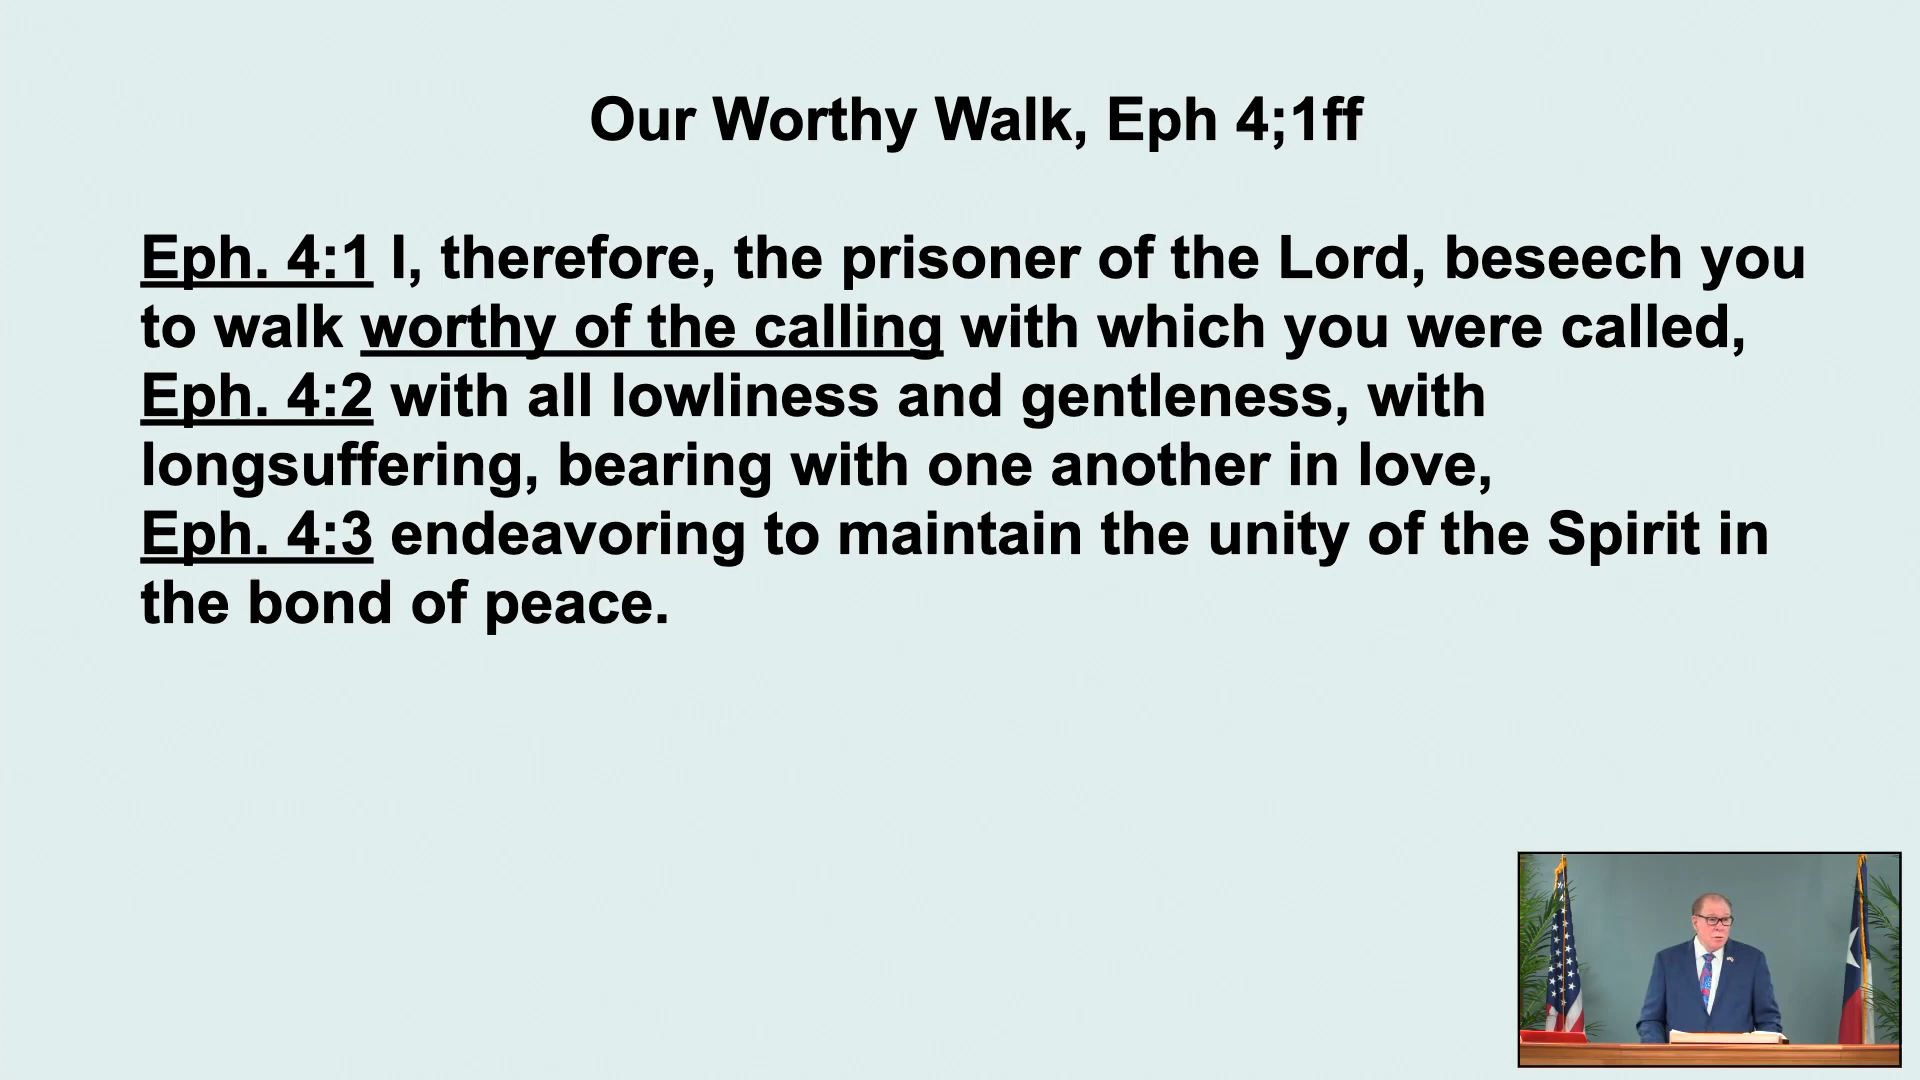 Our Worthy Walk, Eph 4;1ff
Eph. 4:1 I, therefore, the prisoner of the Lord, beseech you
to walk worthy of the calling with which you were called,
Eph. 4:2 with all lowliness and gentleness, with
longsuffering, bearing with one another in love,
Eph. 4:3 endeavoring to maintain the unity of the Spirit in
the bond of peace.